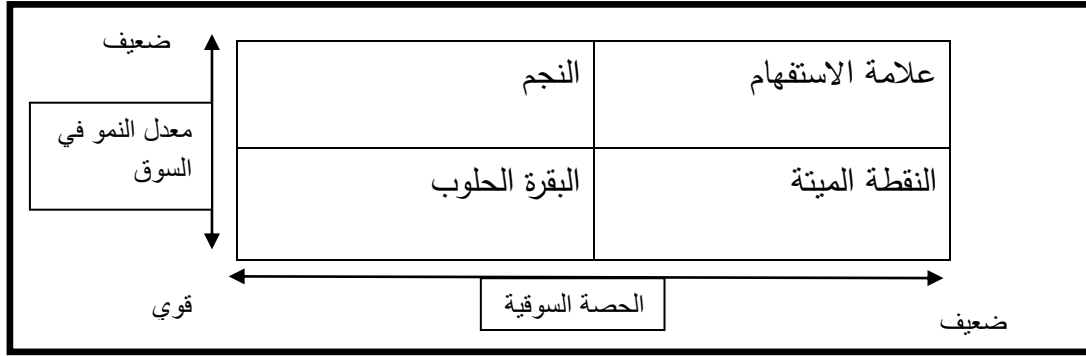 ضعيف
علامة الاستفهام
النجم
معدل النمو في
السوق
النقطة الميتة
البقرة الحلوب
الحصة السوقية
قوي
ضعيف